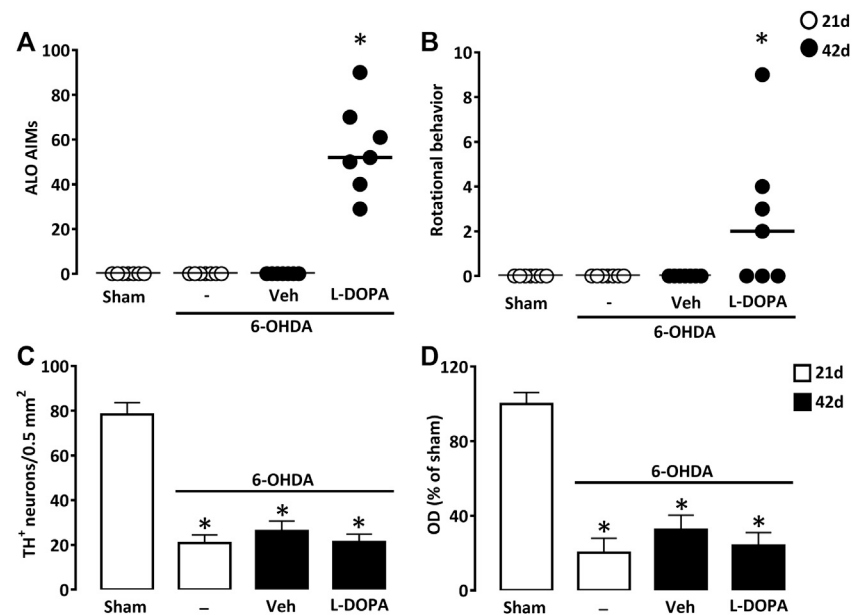 A
B
21d
42d
ALO AIMs
100
80
60
40
20
0
Sham
-
Veh
L-DOPA
6-OHDA
*
Rotational behavior
10
8
6
4
2
0
Sham
-
Veh
L-DOPA
6-OHDA
*
C
D
21d
42d
TH⁺ neurons/0.5 mm²
100
80
60
40
20
0
6-OHDA
* * *
Sham
–
Veh
L-DOPA
OD (% of sham)
120
80
40
0
6-OHDA
* * *
Sham
–
Veh
L-DOPA